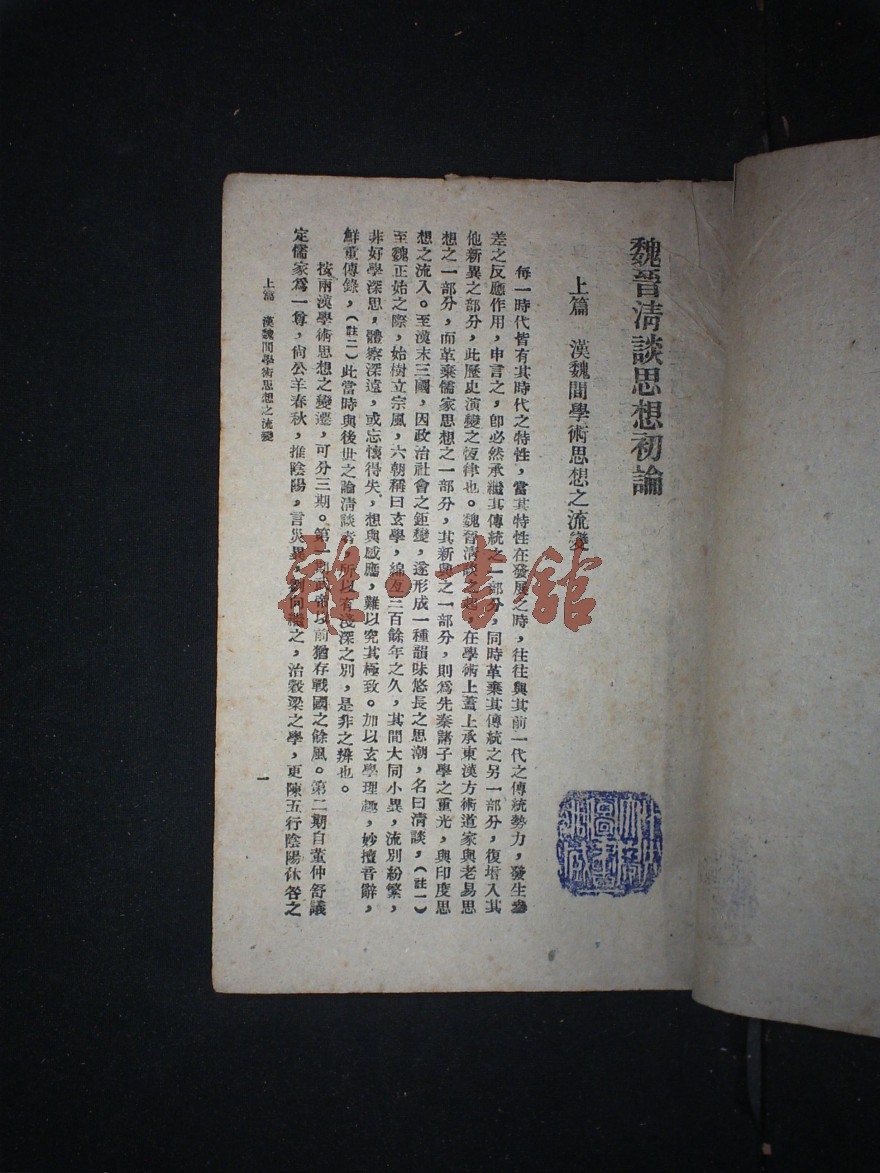 魏晉淸談思想初論
上篇　漢魏間學術思想之流變
每一時代皆有其時代之特性，當其特性在發展之時，往往與其前一代之傳統勢力，發生參
差之反應作用，申言之，卽必然承繼其傳統之一部分，同時革棄其傳統之另一部分，復增入其
他新異之部分，此歷史演變之恆律也。魏晉淸談之起，在學術上蓋上承東漢方術道家與老易思
想之一部分，而革棄儒家思想之一部分，其新興之一部分，則爲先秦諸子學之重光，與印度思
想之流入。至漢末三國，因政治社會之鉅變，遂形成一種韻味悠長之思潮，名曰淸談，（註一）
至魏正始之際，始樹立宗風，六朝稱曰玄學，綿亙三百餘年之久，其間大同小異，流別紛繁，
非好學深思，體察深遠，或忘懷得失，想與感應，難以究其極致。加以玄學理趣，妙擅音辭，
鮮重傳錄，（註二）此當時與後世之論淸談者，所以有淺深之別，是非之辨也。
按兩漢學術思想之變遷，可分三期。第一期武帝以前猶存戰國之餘風。第二期自董仲舒議
定儒家爲一尊，尙公羊春秋，推陰陽，言災異，劉向繼之，治穀梁之學，更陳五行陰陽休咎之
上篇　漢魏間學術思想之流變
一
雜·書館